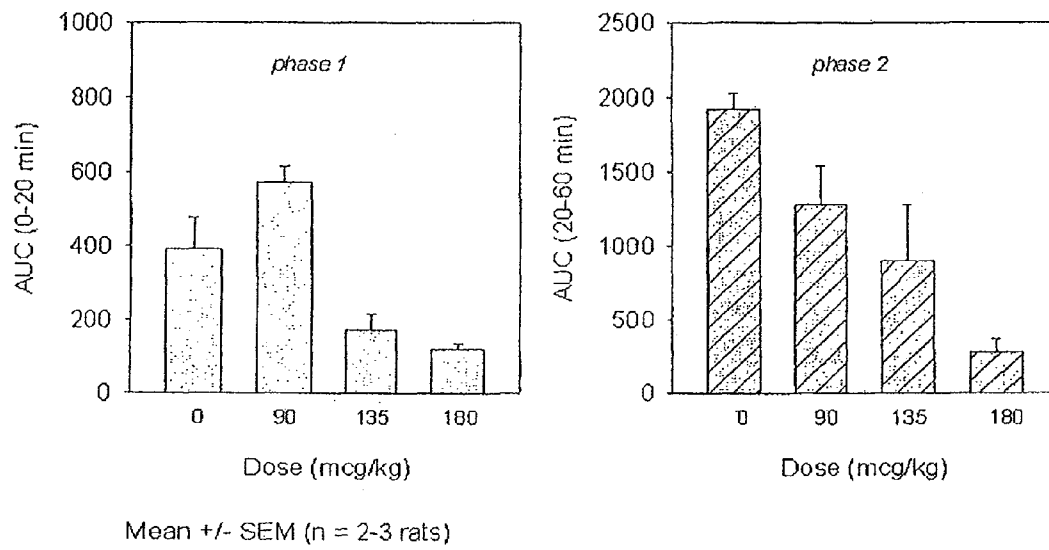 1000
800
600
400
200
0
AUC (0-20 min)
phase 1
0 90 135 180
Dose (mcg/kg)
2500
2000
1500
1000
500
0
AUC (20-60 min)
phase 2
0 90 135 180
Dose (mcg/kg)
Mean +/- SEM (n = 2-3 rats)